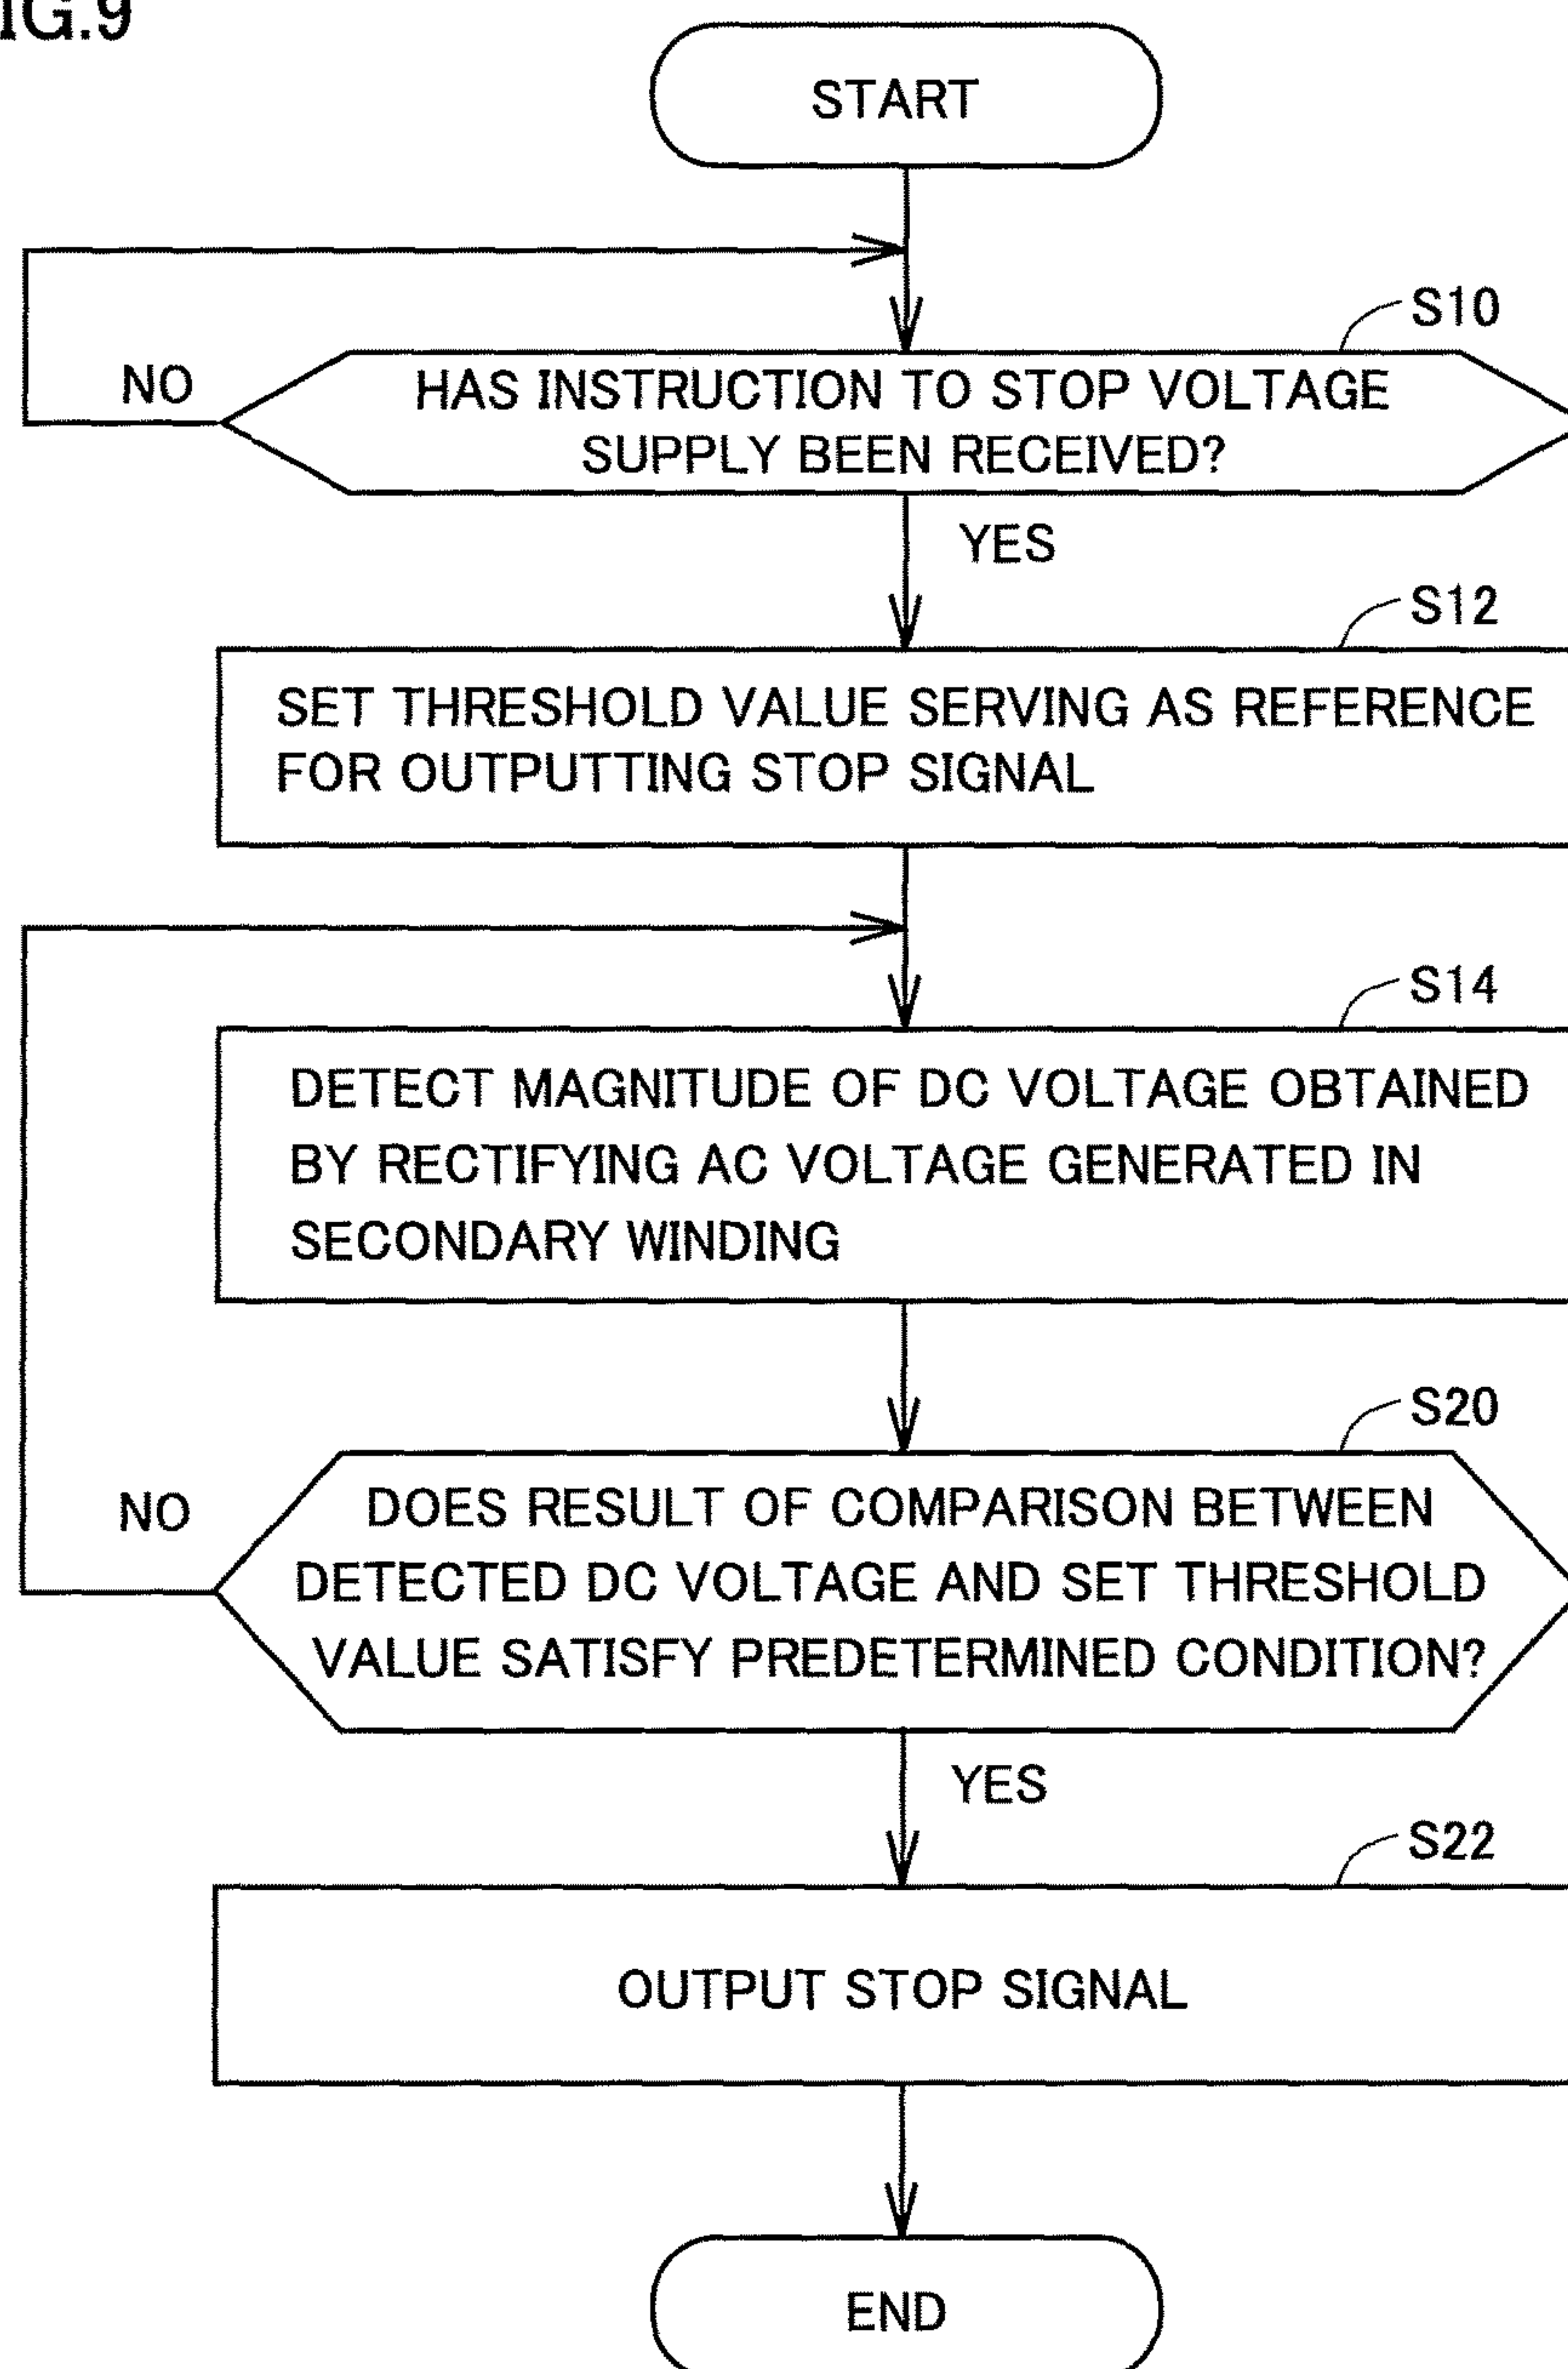 IG.9
START
S10
NO
HAS INSTRUCTION TO STOP VOLTAGE
SUPPLY BEEN RECEIVED?
YES
S12
SET THRESHOLD VALUE SERVING AS REFERENCE
FOR OUTPUTTING STOP SIGNAL
S14
DETECT MAGNITUDE OF DC VOLTAGE OBTAINED
BY RECTIFYING AC VOLTAGE GENERATED IN
SECONDARY WINDING
S20
NO
DOES RESULT OF COMPARISON BETWEEN
DETECTED DC VOLTAGE AND SET THRESHOLD
VALUE SATISFY PREDETERMINED CONDITION?
YES
S22
OUTPUT STOP SIGNAL
END